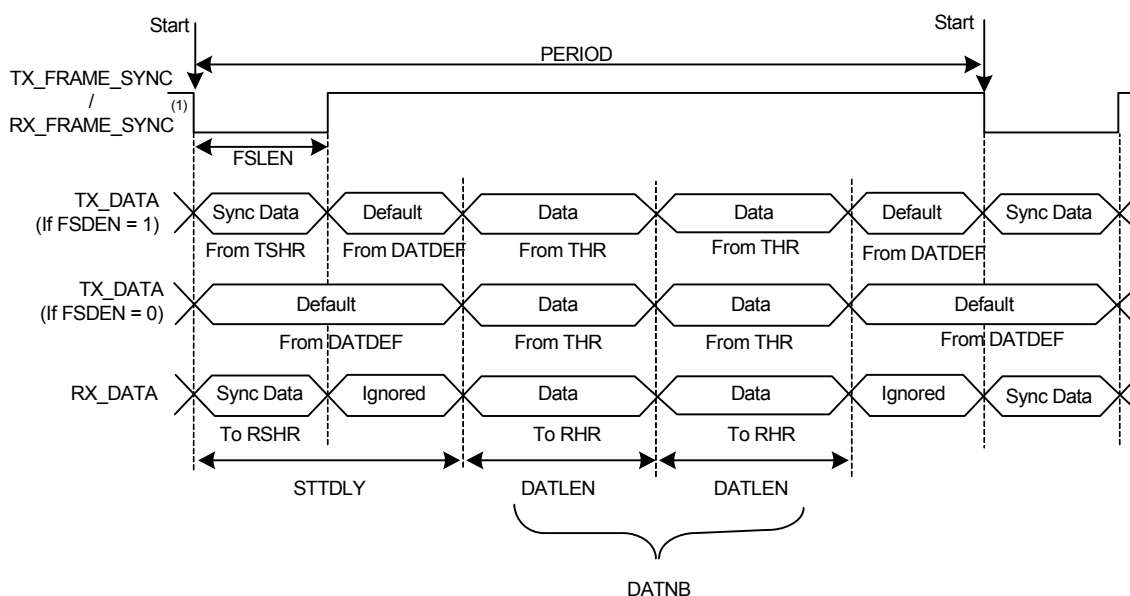 Start
Start
PERIOD
TX_FRAME_SYNC
/
RX_FRAME_SYNC
(1)
FSLEN
TX_DATA
(If FSDEN = 1)
Sync Data
Default
Data
Data
Default
Sync Data
From TSHR
From DATDEF
From THR
From THR
From DATDEF
TX_DATA
(If FSDEN = 0)
Default
Data
Data
Default
From DATDEF
From THR
From THR
From DATDEF
RX_DATA
Sync Data
Ignored
Data
Data
Ignored
Sync Data
To RSHR
To RHR
To RHR
STTDLY
DATLEN
DATLEN
DATNB